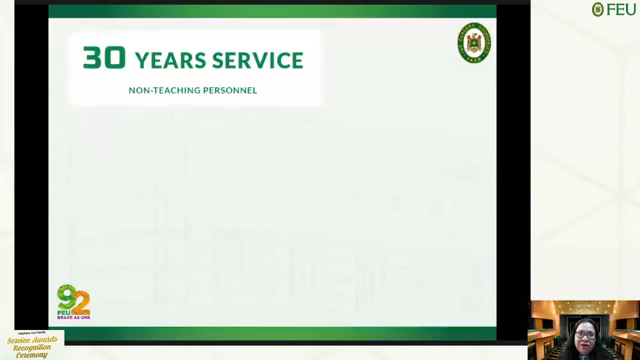 FEU
30 YEARS SERVICE
NON-TEACHING PERSONNEL
92
FEU
BRAVE AS ONE
Service Awards
Recognition
Ceremony